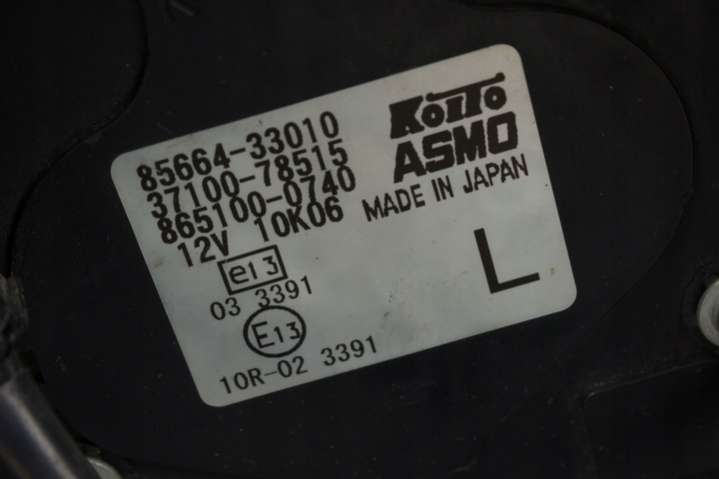 85664-33010
37100-78515
865100-0740
12V 10K06
KOITO
ASMO
MADE IN JAPAN
L
e13
03 3391
E13
10R-02 3391